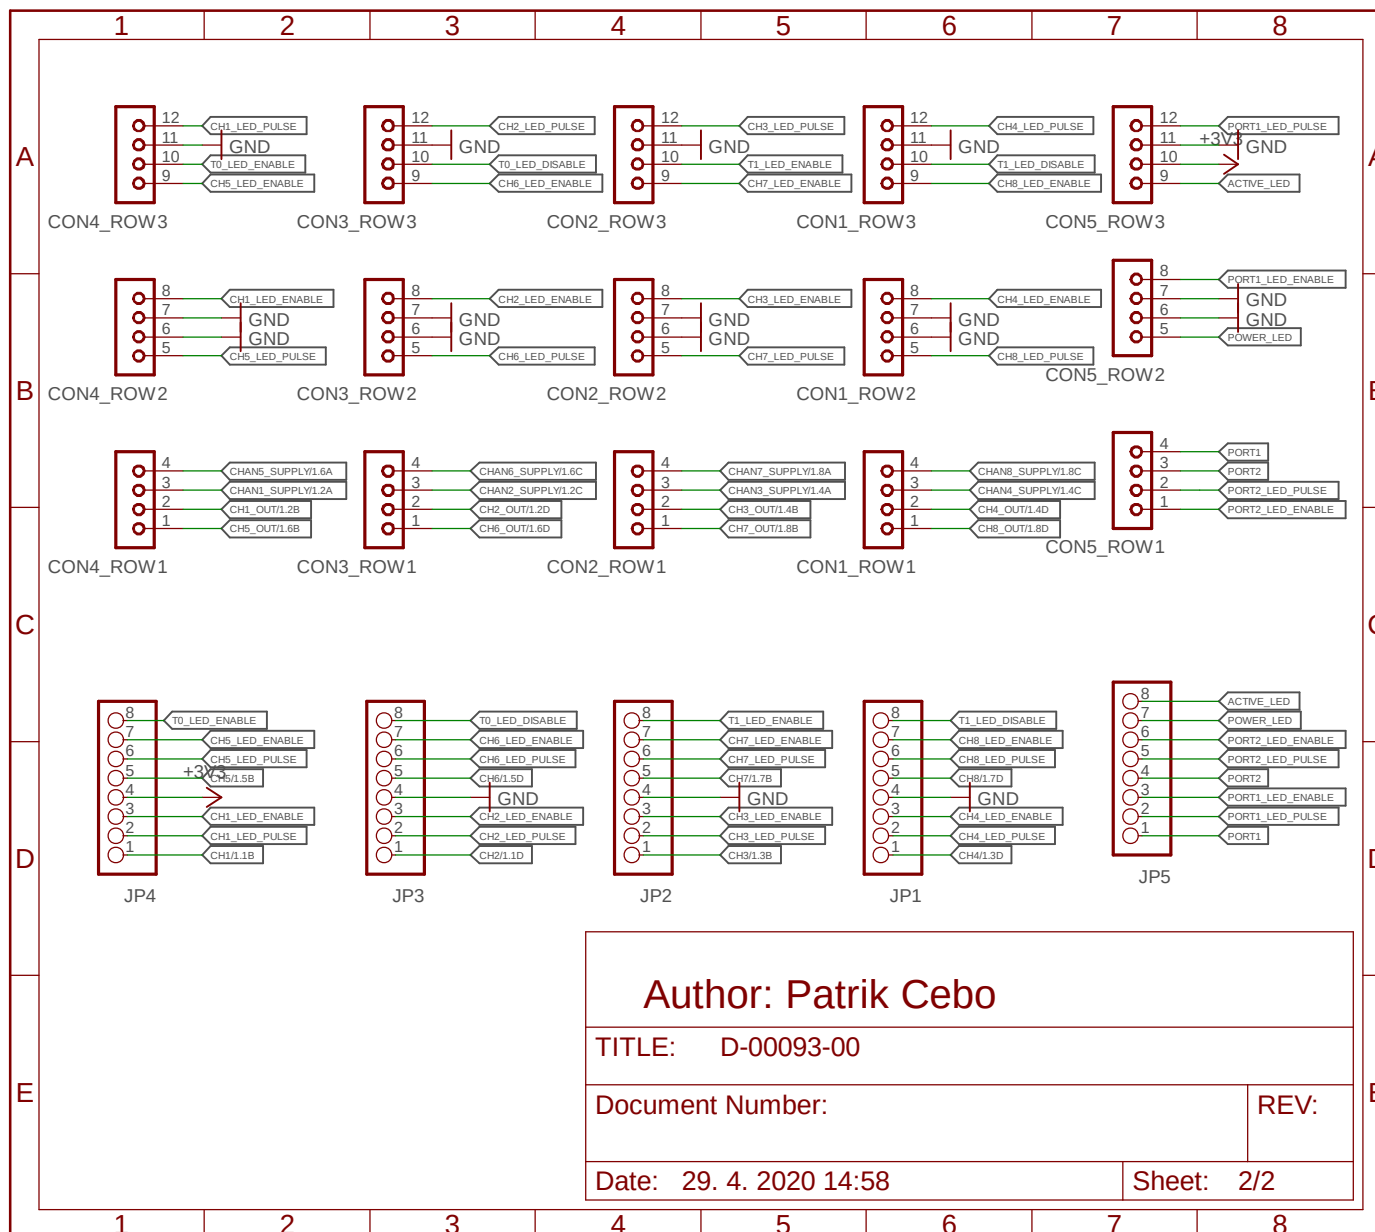 1 2 3 4 5 6 7 8
A
12 CH1_LED_PULSE
11 GND
10 T0_LED_ENABLE
9 CH5_LED_ENABLE
CON4_ROW3
12 CH2_LED_PULSE
11 GND
10 T0_LED_DISABLE
9 CH6_LED_ENABLE
CON3_ROW3
12 CH3_LED_PULSE
11 GND
10 T1_LED_ENABLE
9 CH7_LED_ENABLE
CON2_ROW3
12 CH4_LED_PULSE
11 GND
10 T1_LED_DISABLE
9 CH8_LED_ENABLE
CON1_ROW3
12 PORT1_LED_PULSE
11 GND
10 +3V3
9 ACTIVE_LED
CON5_ROW3
A
B
8 CH1_LED_ENABLE
7 GND
6 GND
5 CH5_LED_PULSE
CON4_ROW2
8 CH2_LED_ENABLE
7 GND
6 GND
5 CH6_LED_PULSE
CON3_ROW2
8 CH3_LED_ENABLE
7 GND
6 GND
5 CH7_LED_PULSE
CON2_ROW2
8 CH4_LED_ENABLE
7 GND
6 GND
5 CH8_LED_PULSE
CON1_ROW2
8 PORT1_LED_ENABLE
7 GND
6 GND
5 POWER_LED
CON5_ROW2
4 CHAN5_SUPPLY/1.6A
3 CHAN1_SUPPLY/1.2A
2 CH1_OUT/1.2B
1 CH5_OUT/1.6B
CON4_ROW1
4 CHAN6_SUPPLY/1.6C
3 CHAN2_SUPPLY/1.2C
2 CH2_OUT/1.2D
1 CH6_OUT/1.6D
CON3_ROW1
4 CHAN7_SUPPLY/1.8A
3 CHAN3_SUPPLY/1.4A
2 CH3_OUT/1.4B
1 CH7_OUT/1.8B
CON2_ROW1
4 CHAN8_SUPPLY/1.8C
3 CHAN4_SUPPLY/1.4C
2 CH4_OUT/1.4D
1 CH8_OUT/1.8D
CON1_ROW1
4 PORT1
3 PORT2
2 PORT2_LED_PULSE
1 PORT2_LED_ENABLE
CON5_ROW1
C
8 T0_LED_ENABLE
7 CH5_LED_ENABLE
6 CH5_LED_PULSE
5 CH5/1.5B
4 +3V3
3 CH1_LED_ENABLE
2 CH1_LED_PULSE
1 CH1/1.1B
JP4
8 T0_LED_DISABLE
7 CH6_LED_ENABLE
6 CH6_LED_PULSE
5 CH6/1.5D
4 GND
3 CH2_LED_ENABLE
2 CH2_LED_PULSE
1 CH2/1.1D
JP3
8 T1_LED_ENABLE
7 CH7_LED_ENABLE
6 CH7_LED_PULSE
5 CH7/1.7B
4 GND
3 CH3_LED_ENABLE
2 CH3_LED_PULSE
1 CH3/1.3B
JP2
8 T1_LED_DISABLE
7 CH8_LED_ENABLE
6 CH8_LED_PULSE
5 CH8/1.7D
4 GND
3 CH4_LED_ENABLE
2 CH4_LED_PULSE
1 CH4/1.3D
JP1
8 ACTIVE_LED
7 POWER_LED
6 PORT2_LED_ENABLE
5 PORT2_LED_PULSE
4 PORT2
3 PORT1_LED_ENABLE
2 PORT1_LED_PULSE
1 PORT1
JP5
D
E
Author: Patrik Cebo
TITLE: D-00093-00
Document Number: REV:
Date: 29. 4. 2020 14:58 Sheet: 2/2
1 2 3 4 5 6 7 8